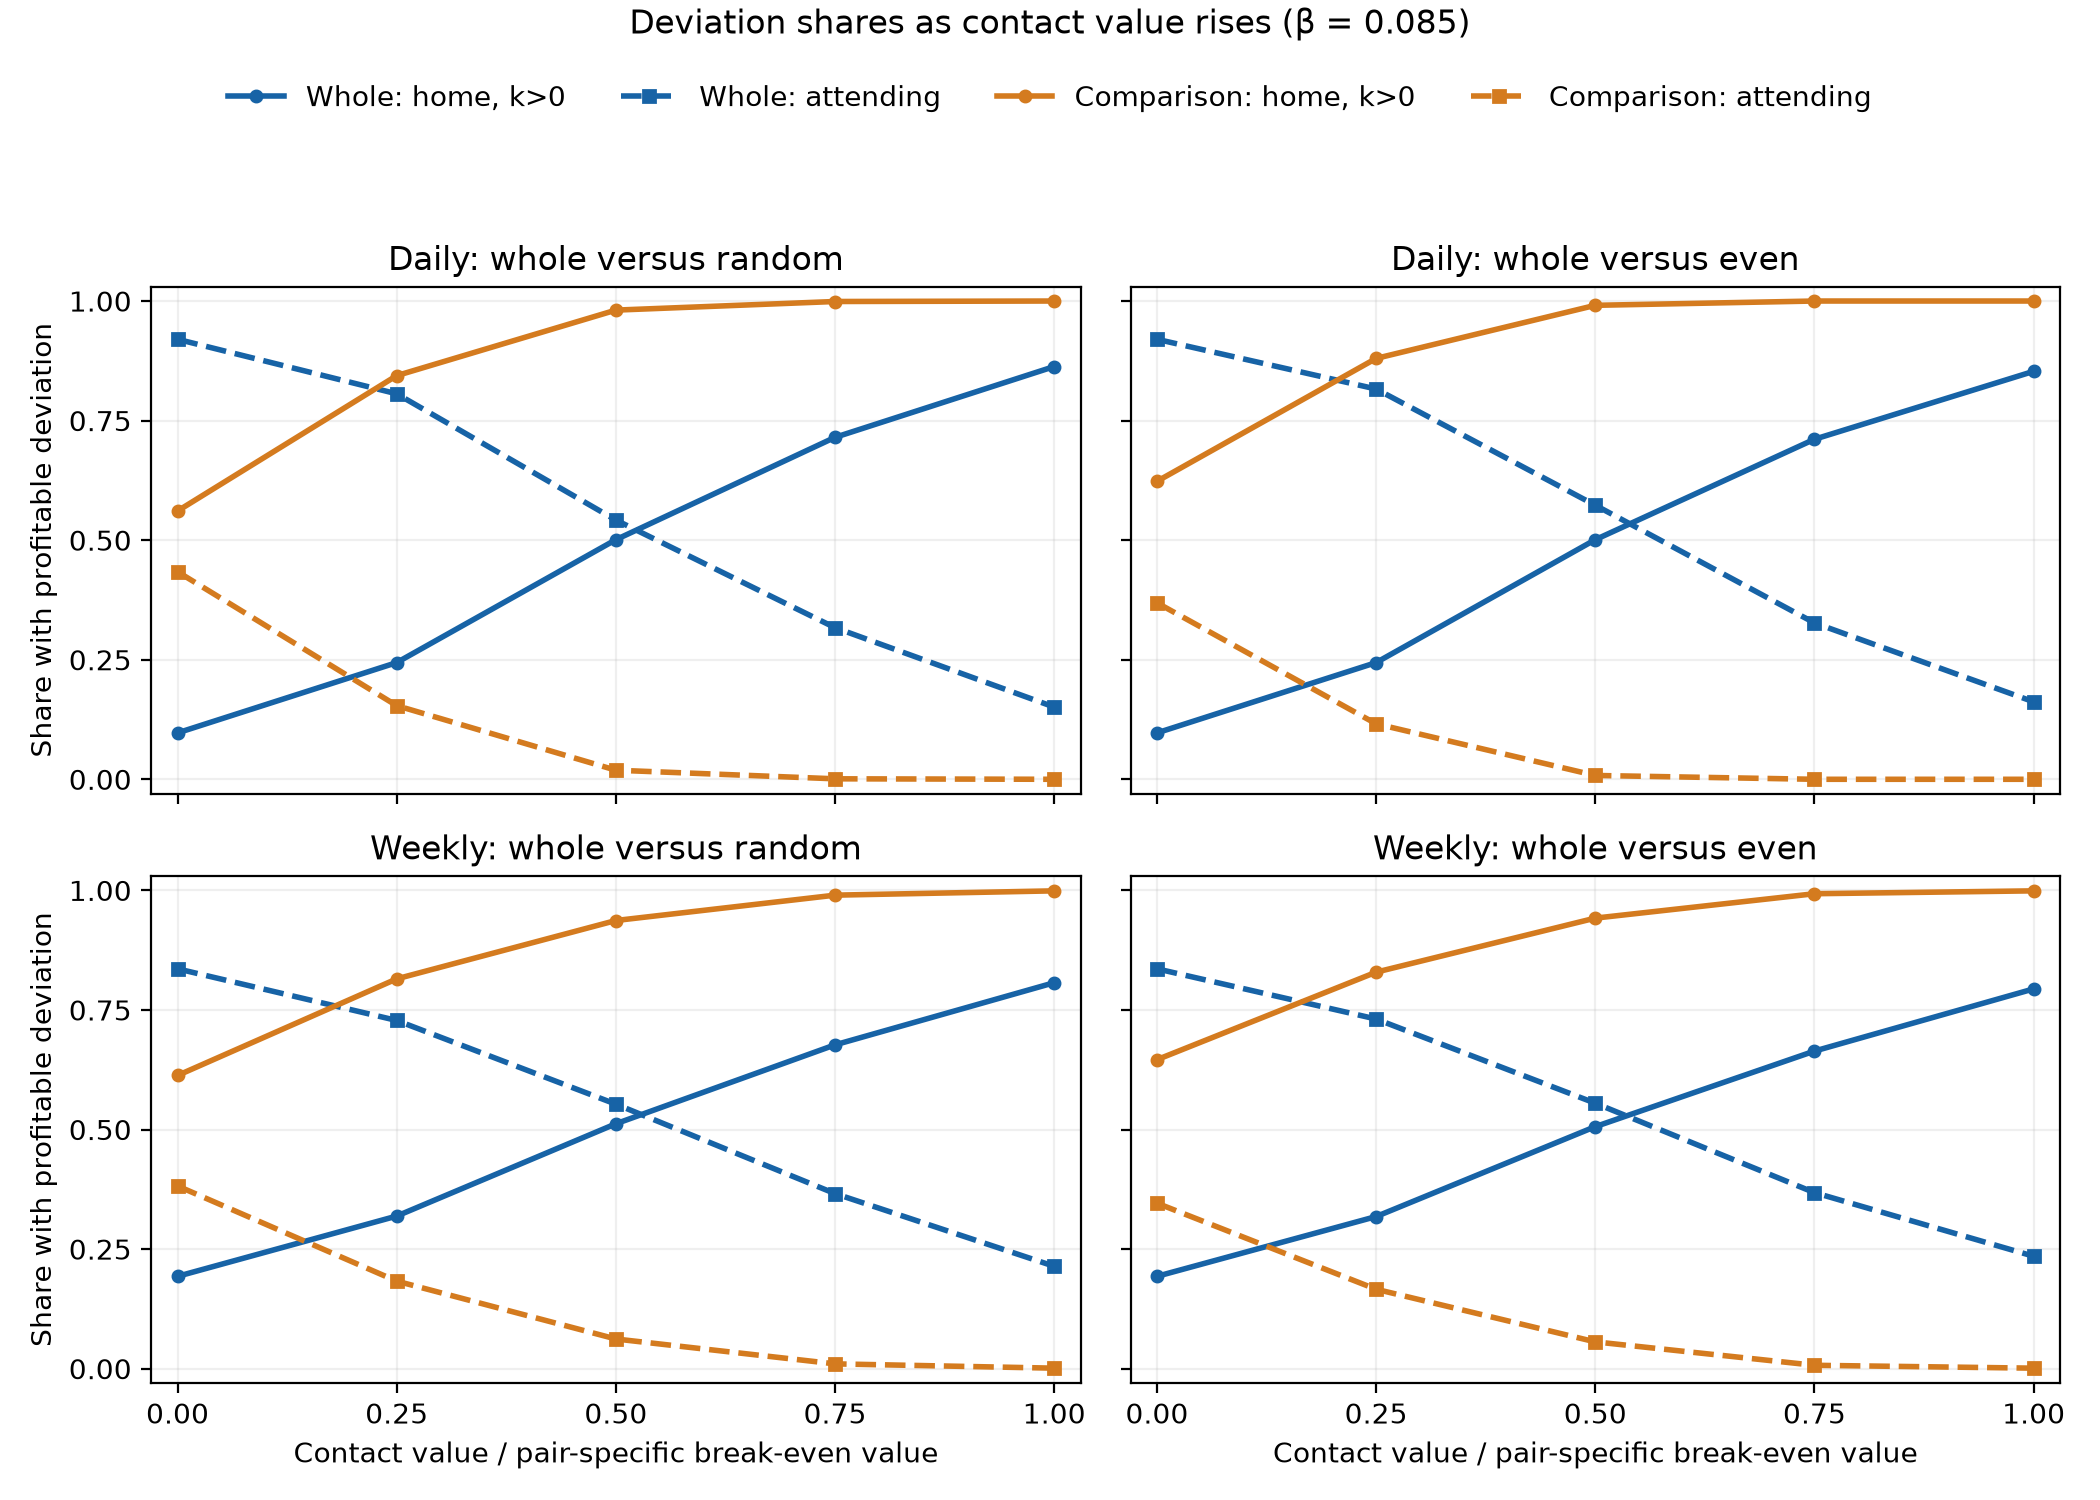 Deviation shares as contact value rises (β = 0.085)
Whole: home, k>0 Whole: attending Comparison: home, k>0 Comparison: attending
Daily: whole versus random
Daily: whole versus even
Share with profitable deviation
1.00
0.75
0.50
0.25
0.00
Weekly: whole versus random
Weekly: whole versus even
Share with profitable deviation
1.00
0.75
0.50
0.25
0.00
0.00 0.25 0.50 0.75 1.00
0.00 0.25 0.50 0.75 1.00
Contact value / pair-specific break-even value
Contact value / pair-specific break-even value